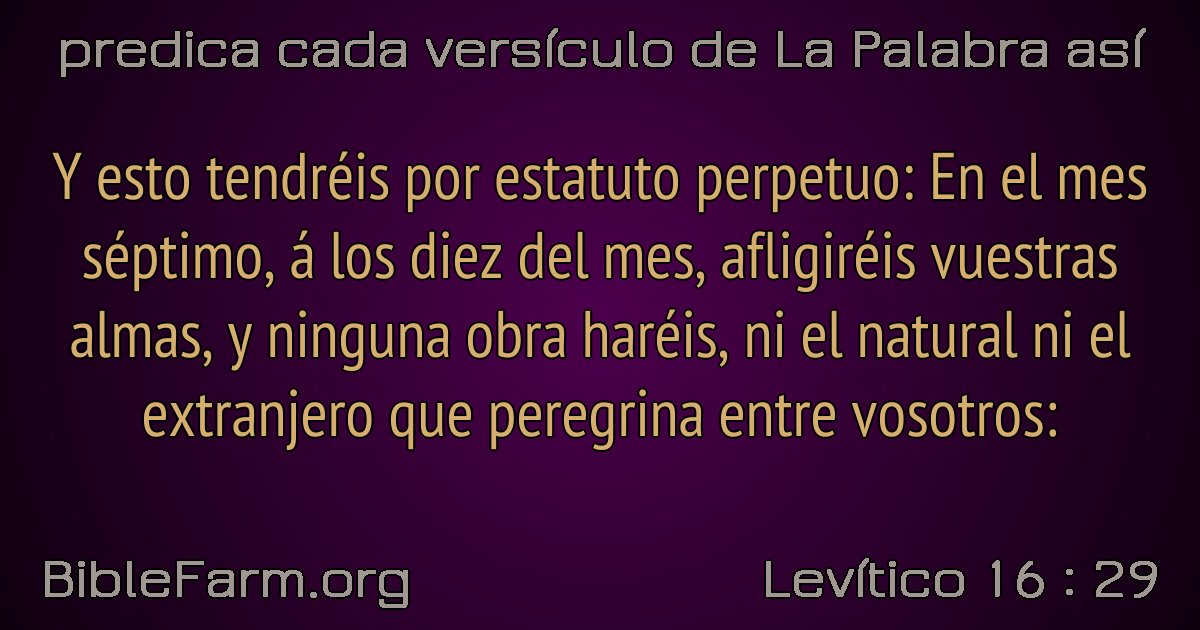 predica cada versículo de La Palabra así
Y esto tendréis por estatuto perpetuo: En el mes
séptimo, á los diez del mes, afligiréis vuestras
almas, y ninguna obra haréis, ni el natural ni el
extranjero que peregrina entre vosotros:
BibleFarm.org
Levítico 16 : 29